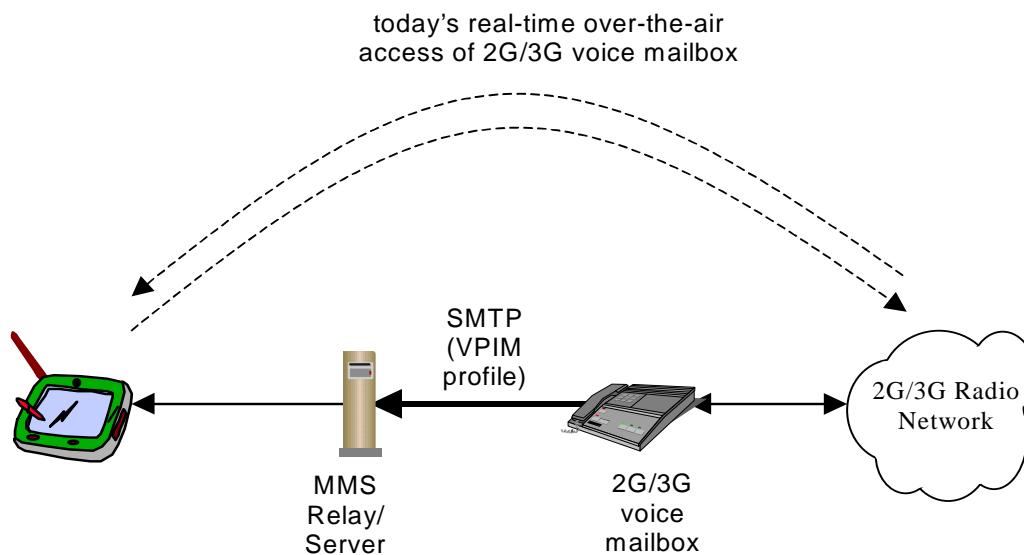 today's real-time over-the-air
access of 2G/3G voice mailbox
SMTP
(VPIM
profile)
2G/3G Radio
Network
MMS
Relay/
Server
2G/3G
voice
mailbox